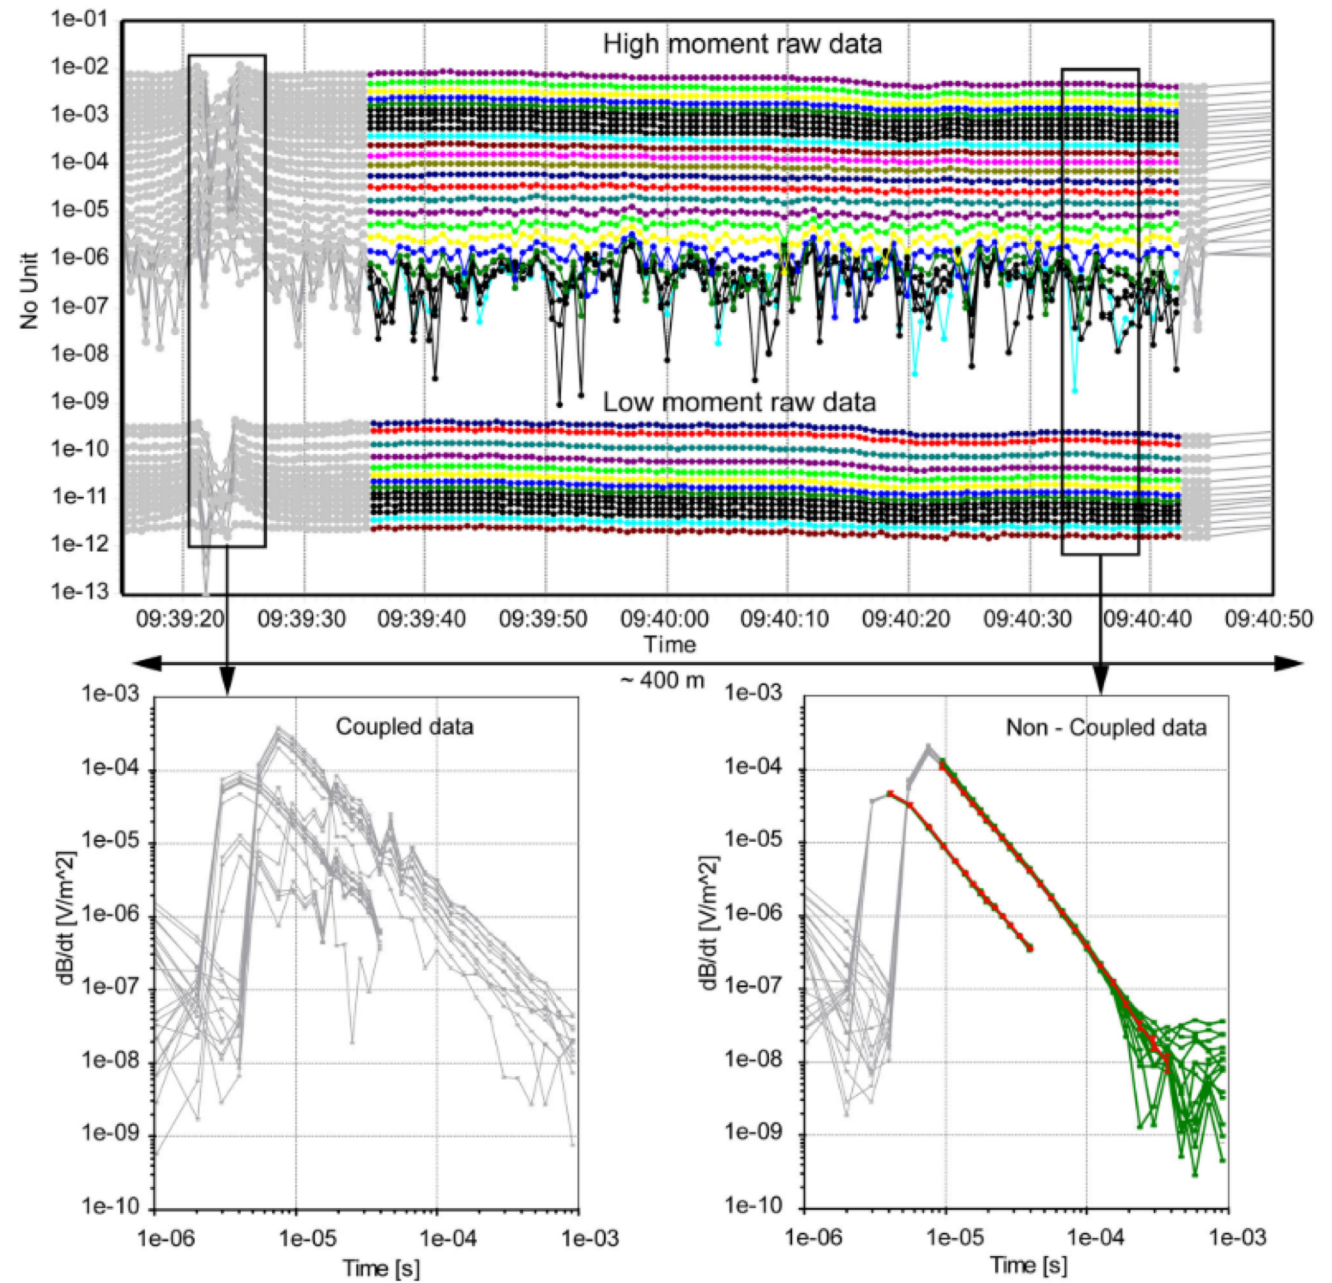 High moment raw data
Low moment raw data
No Unit
1e-01
1e-02
1e-03
1e-04
1e-05
1e-06
1e-07
1e-08
1e-09
1e-10
1e-11
1e-12
1e-13
09:39:20 09:39:30 09:39:40 09:39:50 09:40:00 09:40:10 09:40:20 09:40:30 09:40:40 09:40:50
Time
~ 400 m
Coupled data
dB/dt [V/m^2]
1e-03
1e-04
1e-05
1e-06
1e-07
1e-08
1e-09
1e-10
1e-06 1e-05 1e-04 1e-03
Time [s]
Non - Coupled data
dB/dt [V/m^2]
1e-03
1e-04
1e-05
1e-06
1e-07
1e-08
1e-09
1e-10
1e-06 1e-05 1e-04 1e-03
Time [s]